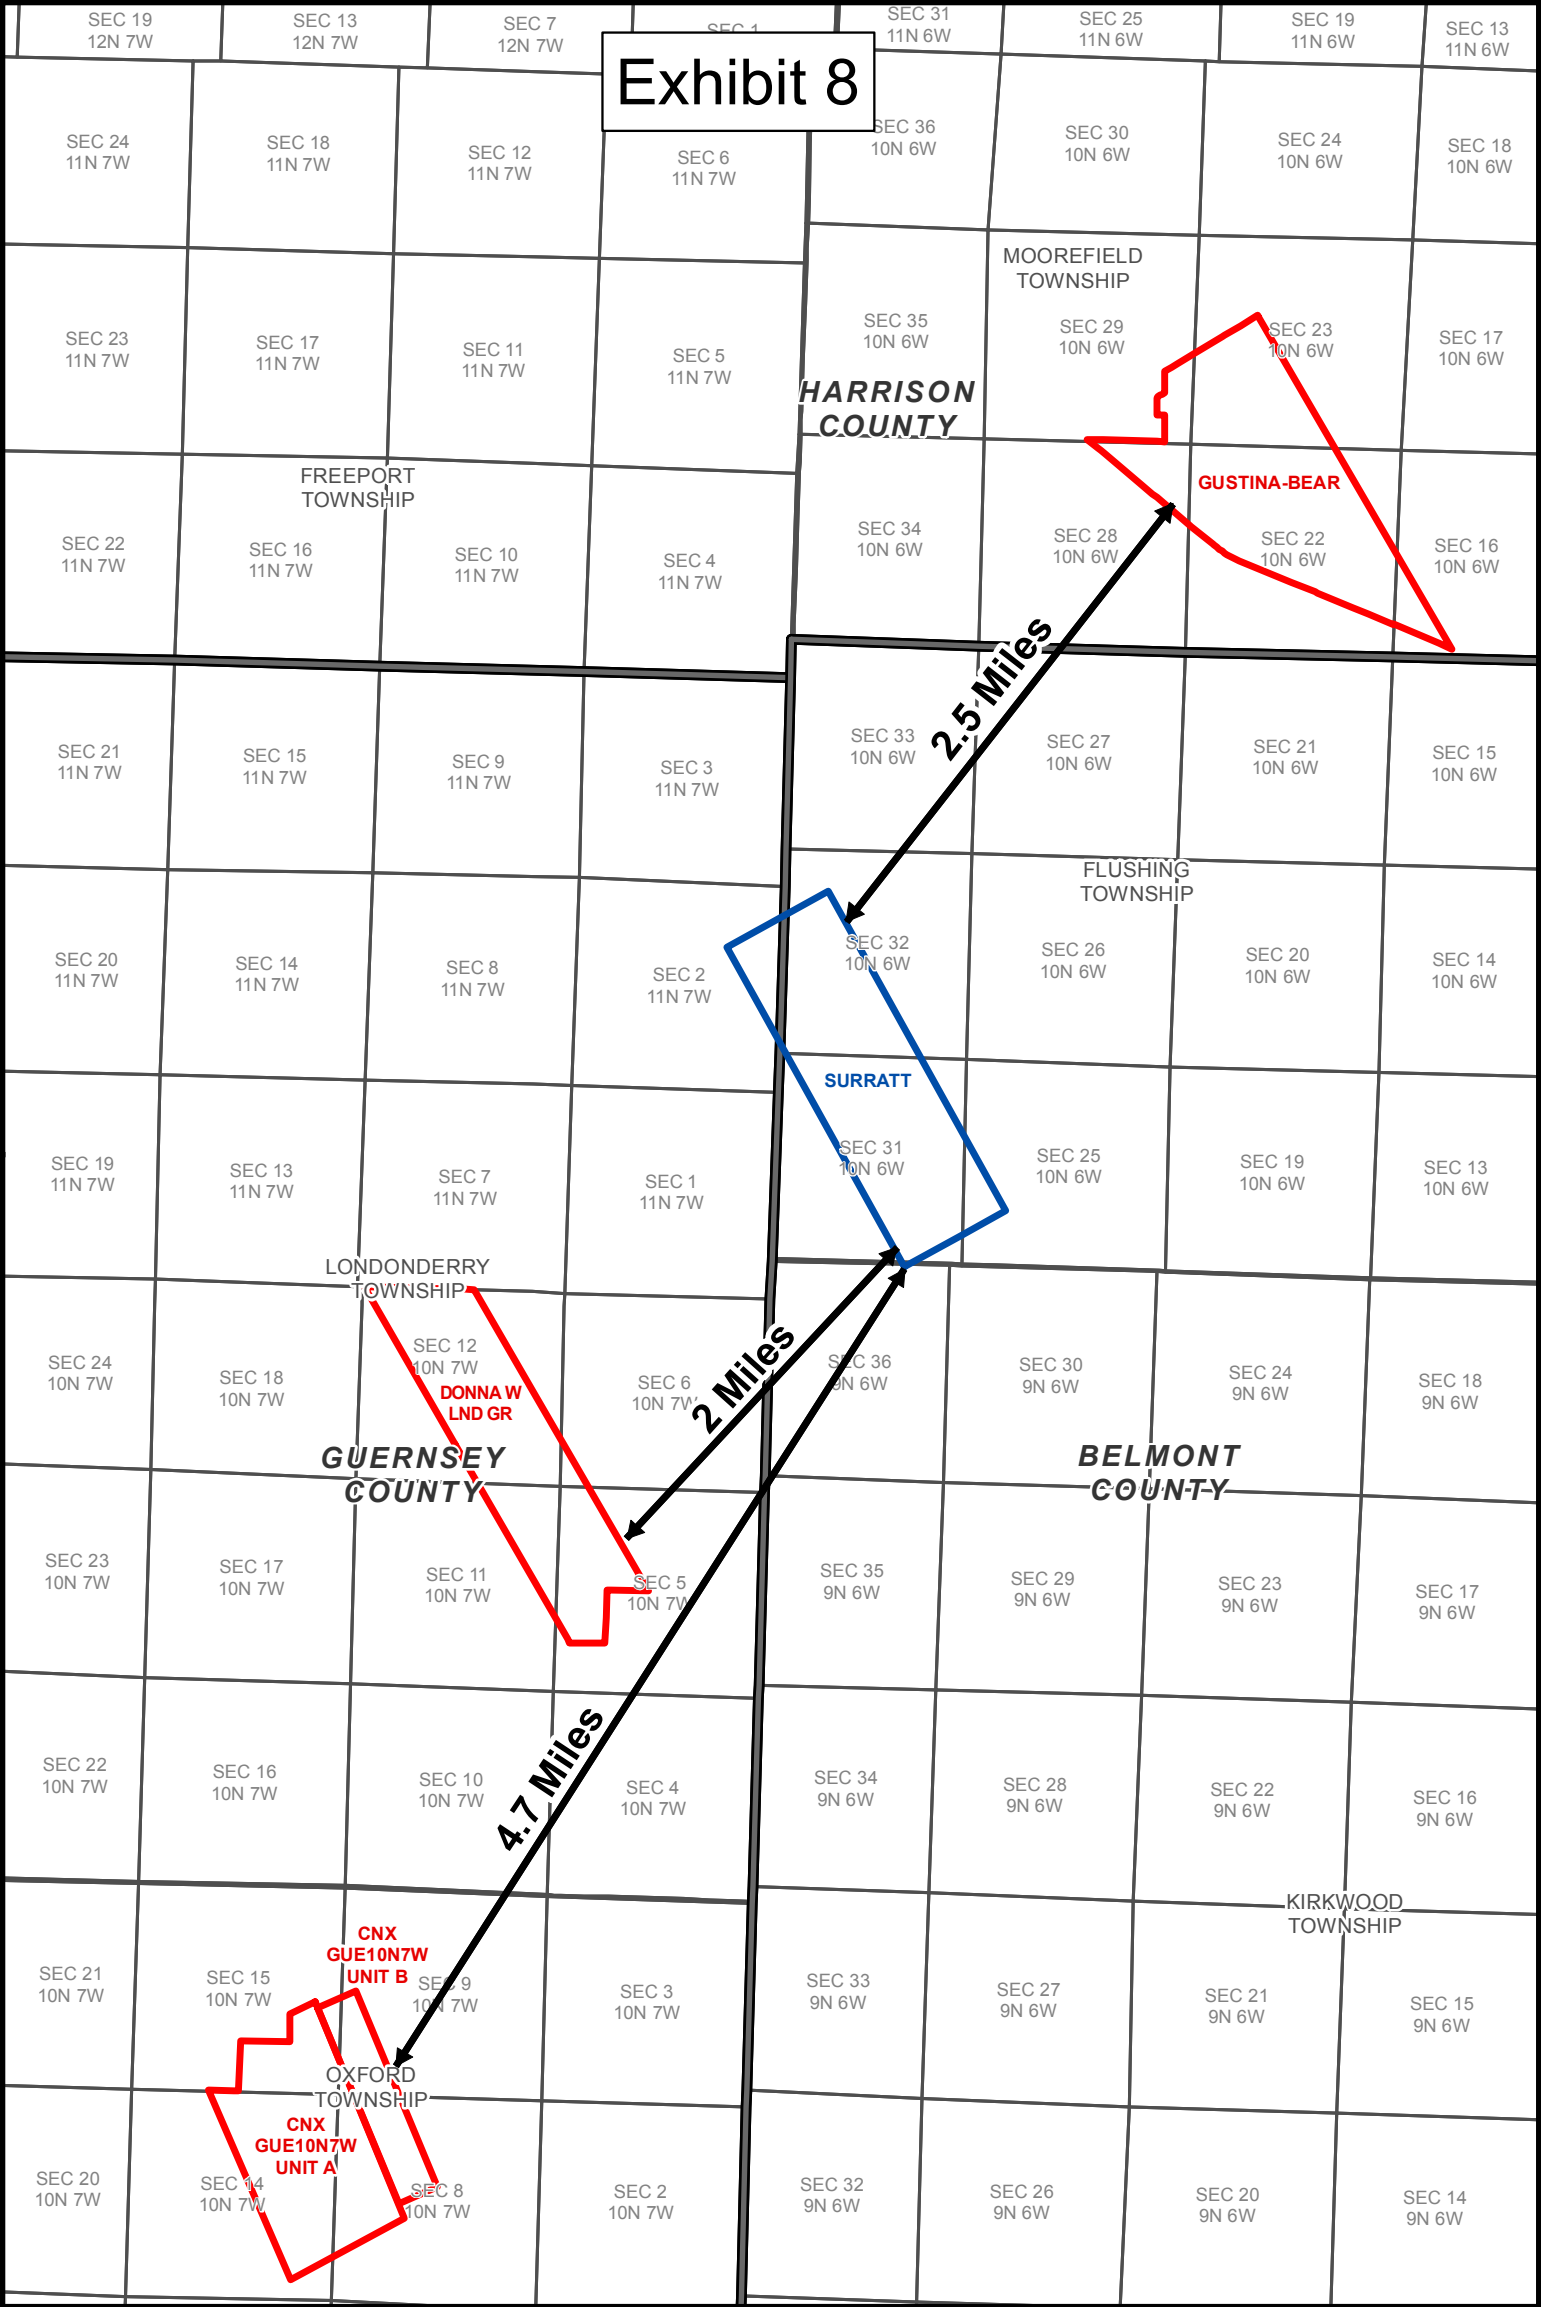 SEC 19
12N 7W
SEC 13
12N 7W
SEC 7
12N 7W
SEC 1
SEC 31
11N 6W
SEC 25
11N 6W
SEC 19
11N 6W
SEC 13
11N 6W
Exhibit 8
SEC 24
11N 7W
SEC 18
11N 7W
SEC 12
11N 7W
SEC 6
11N 7W
SEC 36
10N 6W
SEC 30
10N 6W
SEC 24
10N 6W
SEC 18
10N 6W
MOOREFIELD
TOWNSHIP
SEC 23
11N 7W
SEC 17
11N 7W
SEC 11
11N 7W
SEC 5
11N 7W
SEC 35
10N 6W
SEC 29
10N 6W
SEC 23
10N 6W
SEC 17
10N 6W
HARRISON
COUNTY
FREEPORT
TOWNSHIP
GUSTINA-BEAR
SEC 22
11N 7W
SEC 16
11N 7W
SEC 10
11N 7W
SEC 4
11N 7W
SEC 34
10N 6W
SEC 28
10N 6W
SEC 22
10N 6W
SEC 16
10N 6W
2.5 Miles
SEC 21
11N 7W
SEC 15
11N 7W
SEC 9
11N 7W
SEC 3
11N 7W
SEC 33
10N 6W
SEC 27
10N 6W
SEC 21
10N 6W
SEC 15
10N 6W
FLUSHING
TOWNSHIP
SEC 20
11N 7W
SEC 14
11N 7W
SEC 8
11N 7W
SEC 2
11N 7W
SEC 32
10N 6W
SEC 26
10N 6W
SEC 20
10N 6W
SEC 14
10N 6W
SURRATT
SEC 19
11N 7W
SEC 13
11N 7W
SEC 7
11N 7W
SEC 1
11N 7W
SEC 31
10N 6W
SEC 25
10N 6W
SEC 19
10N 6W
SEC 13
10N 6W
LONDONDERRY
TOWNSHIP
SEC 24
10N 7W
SEC 18
10N 7W
SEC 12
10N 7W
SEC 6
10N 7W
SEC 36
9N 6W
SEC 30
9N 6W
SEC 24
9N 6W
SEC 18
9N 6W
DONNA W
LND GR
2 Miles
GUERNSEY
COUNTY
BELMONT
COUNTY
SEC 23
10N 7W
SEC 17
10N 7W
SEC 11
10N 7W
SEC 5
10N 7W
SEC 35
9N 6W
SEC 29
9N 6W
SEC 23
9N 6W
SEC 17
9N 6W
4.7 Miles
SEC 22
10N 7W
SEC 16
10N 7W
SEC 10
10N 7W
SEC 4
10N 7W
SEC 34
9N 6W
SEC 28
9N 6W
SEC 22
9N 6W
SEC 16
9N 6W
KIRKWOOD
TOWNSHIP
CNX
GUE10N7W
UNIT B
SEC 21
10N 7W
SEC 15
10N 7W
SEC 9
10N 7W
SEC 3
10N 7W
SEC 33
9N 6W
SEC 27
9N 6W
SEC 21
9N 6W
SEC 15
9N 6W
OXFORD
TOWNSHIP
CNX
GUE10N7W
UNIT A
SEC 20
10N 7W
SEC 14
10N 7W
SEC 8
10N 7W
SEC 2
10N 7W
SEC 32
9N 6W
SEC 26
9N 6W
SEC 20
9N 6W
SEC 14
9N 6W